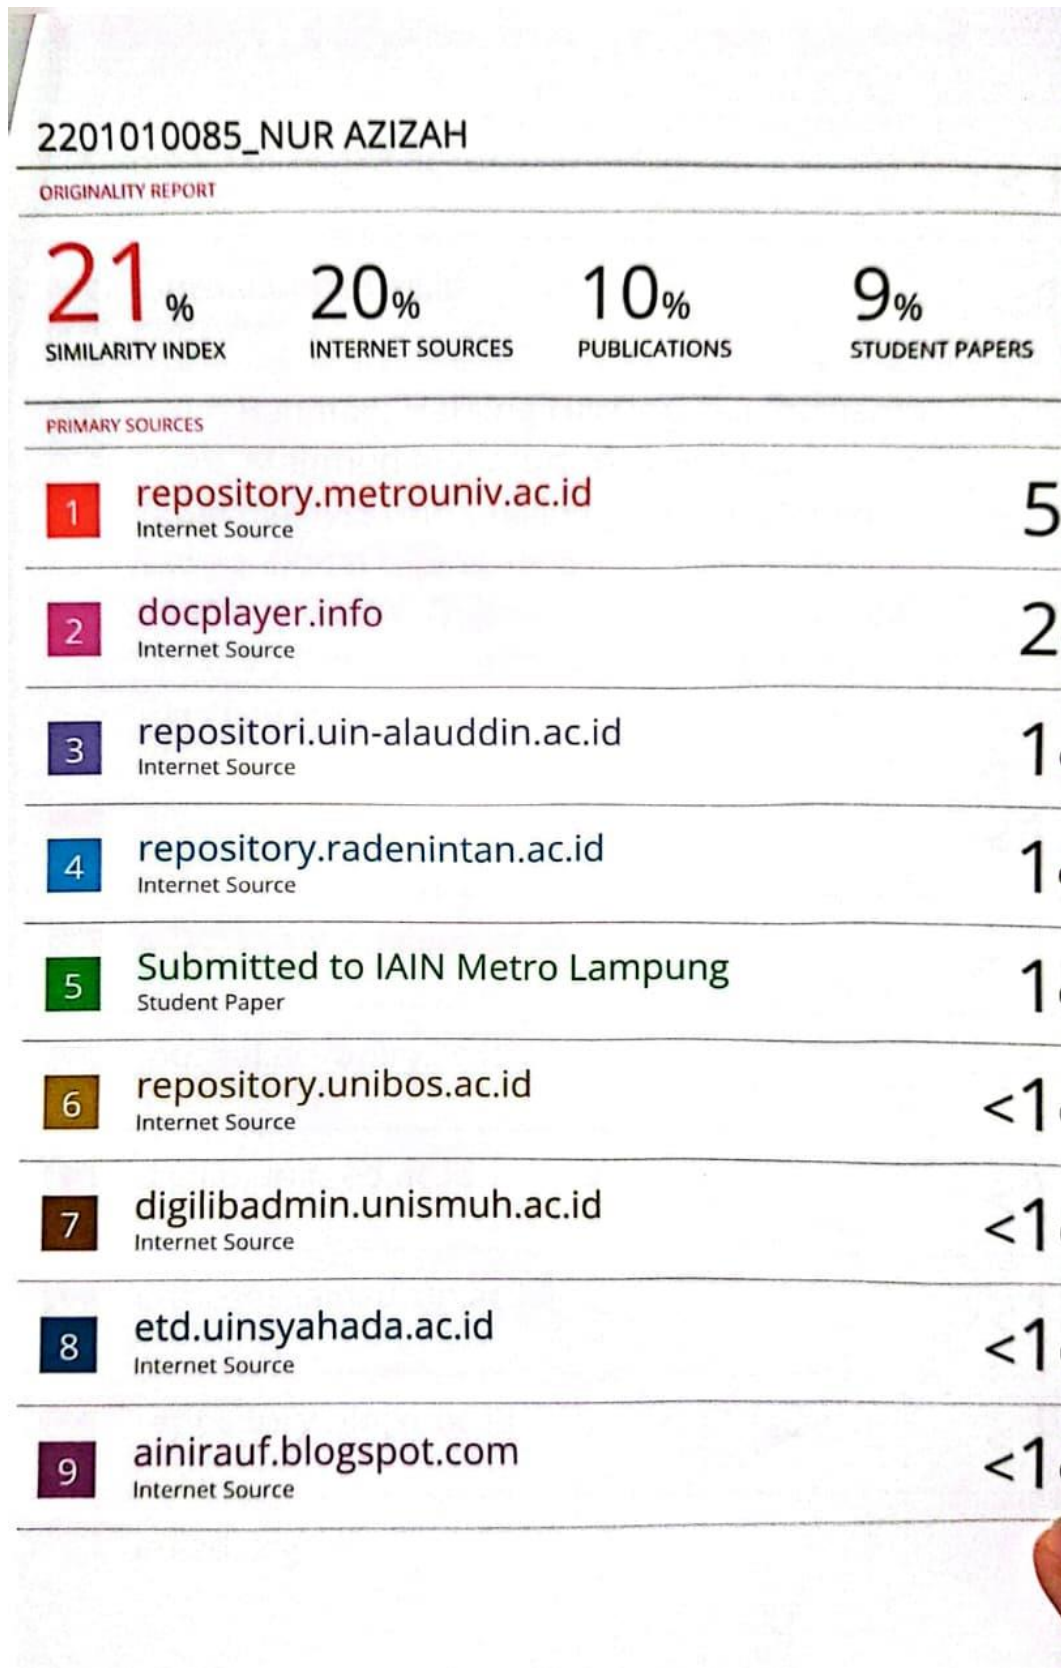 2201010085_NUR AZIZAH
ORIGINALITY REPORT
21% 20% 10% 9%
SIMILARITY INDEX INTERNET SOURCES PUBLICATIONS STUDENT PAPERS
PRIMARY SOURCES
1 repository.metrouniv.ac.id 5
Internet Source
2 docplayer.info 2
Internet Source
3 repositori.uin-alauddin.ac.id 1
Internet Source
4 repository.radenintan.ac.id 1
Internet Source
5 Submitted to IAIN Metro Lampung 1
Student Paper
6 repository.unibos.ac.id <1
Internet Source
7 digilibadmin.unismuh.ac.id <1
Internet Source
8 etd.uinsyahada.ac.id <1
Internet Source
9 ainirauf.blogspot.com <1
Internet Source